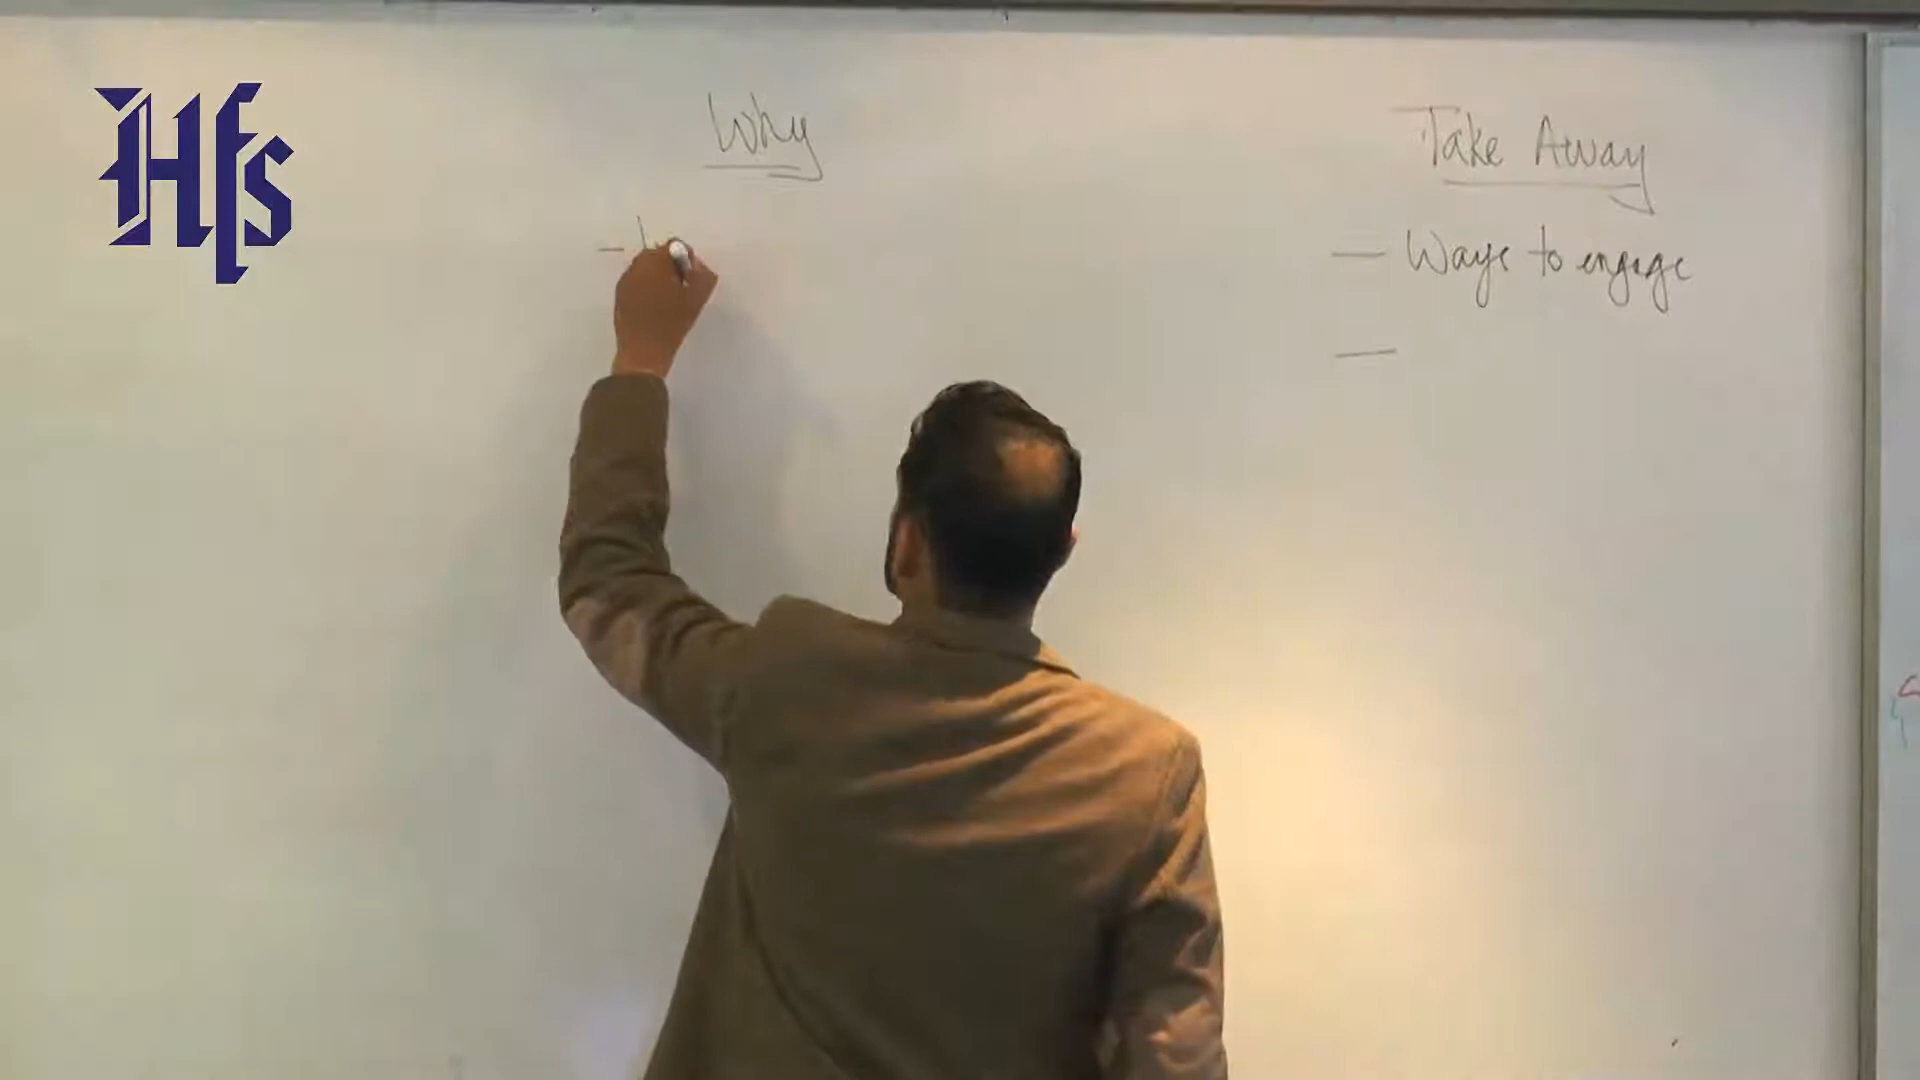 Hfs
Why
Take Away
– Ways to engage
–
–